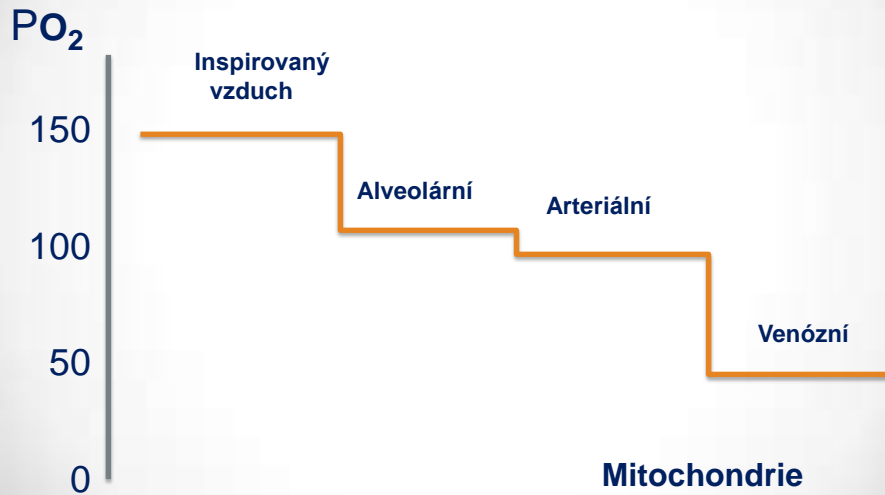 PO₂
Inspirovaný
vzduch
150
Alveolární
Arteriální
100
Venózní
50
Mitochondrie
0